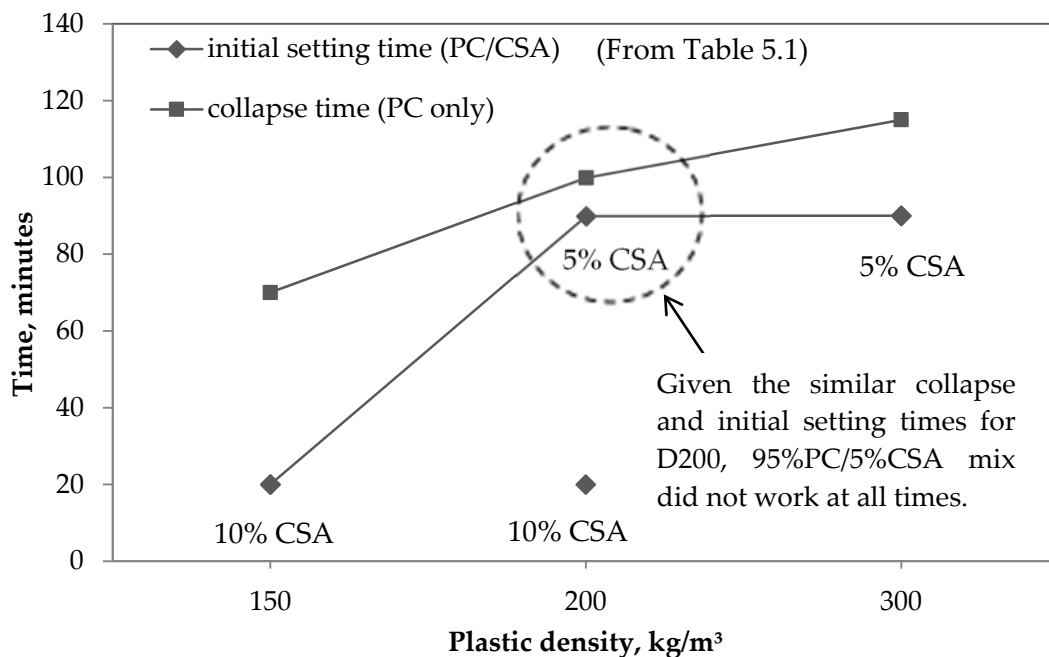 140
120
100
80
60
40
20
0
Time, minutes
initial setting time (PC/CSA) (From Table 5.1)
collapse time (PC only)
5% CSA
5% CSA
10% CSA
10% CSA
Given the similar collapse
and initial setting times for
D200, 95%PC/5%CSA mix
did not work at all times.
150
200
300
Plastic density, kg/m³